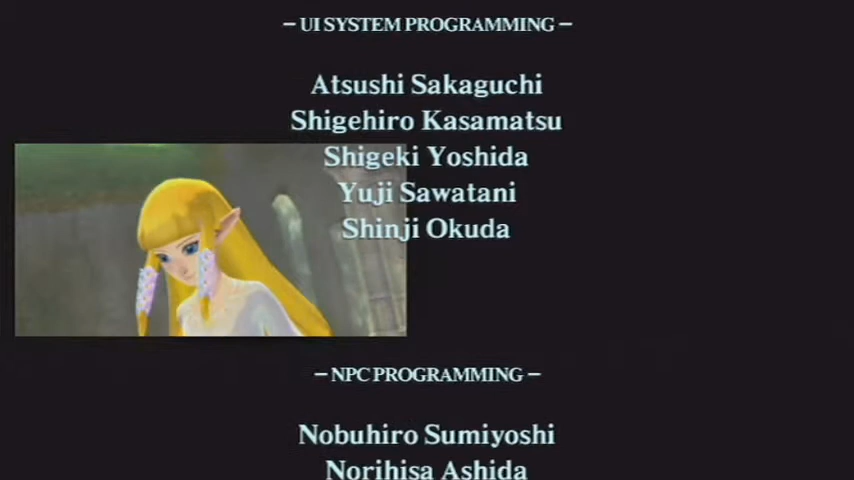 – UI SYSTEM PROGRAMMING –
Atsushi Sakaguchi
Shigehiro Kasamatsu
Shigeki Yoshida
Yuji Sawatani
Shinji Okuda
– NPC PROGRAMMING –
Nobuhiro Sumiyoshi
Norihisa Ashida